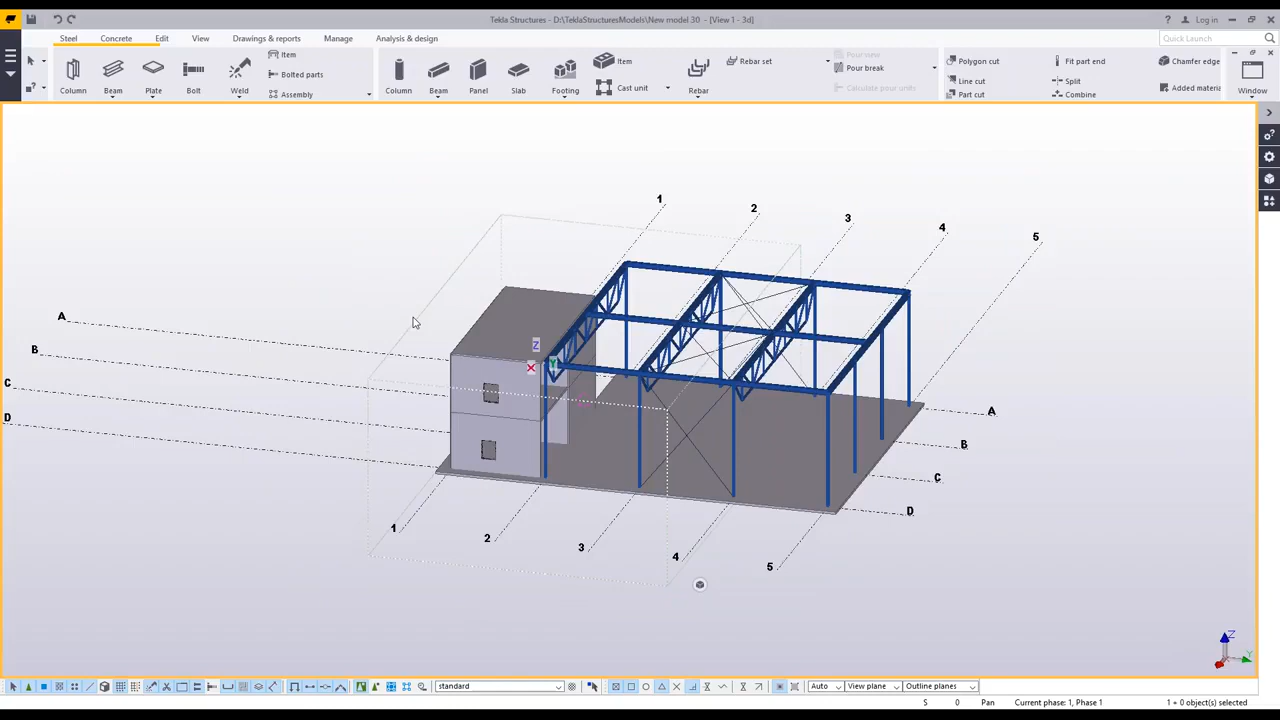 Tekla Structures - D:\TeklaStructuresModels\New model 30 - [View 1 - 3d]
? Log in
Steel Concrete Edit View Drawings & reports Manage Analysis & design
Quick Launch
Item
Bolted parts
Assembly
Column Beam Plate Bolt Weld
Column Beam Panel Slab Footing
Item
Cast unit
Rebar
Rebar set
Pour view
Pour break
Calculate pour units
Polygon cut
Line cut
Part cut
Fit part end
Split
Combine
Chamfer edge
Added materia
Window
1
2
3
4
5
A
B
C
D
Z
Y
A
B
C
D
1
2
3
4
5
Z
Y
standard
Auto View plane Outline planes
S 0 Pan Current phase: 1, Phase 1 1 + 0 object(s) selected